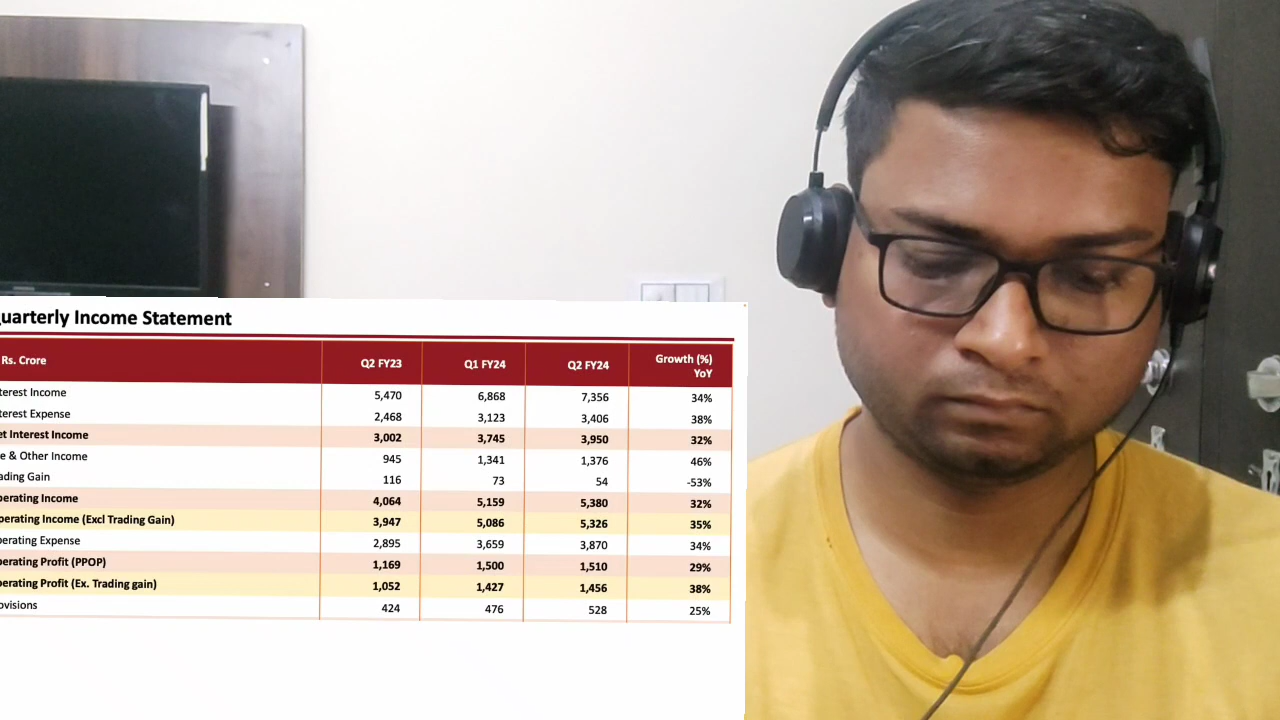 uarterly Income Statement
Rs. Crore Q2 FY23 Q1 FY24 Q2 FY24 Growth (%) YoY
terest Income 5,470 6,868 7,356 34%
terest Expense 2,468 3,123 3,406 38%
et Interest Income 3,002 3,745 3,950 32%
e & Other Income 945 1,341 1,376 46%
ading Gain 116 73 54 -53%
perating Income 4,064 5,159 5,380 32%
perating Income (Excl Trading Gain) 3,947 5,086 5,326 35%
perating Expense 2,895 3,659 3,870 34%
perating Profit (PPOP) 1,169 1,500 1,510 29%
perating Profit (Ex. Trading gain) 1,052 1,427 1,456 38%
ovisions 424 476 528 25%